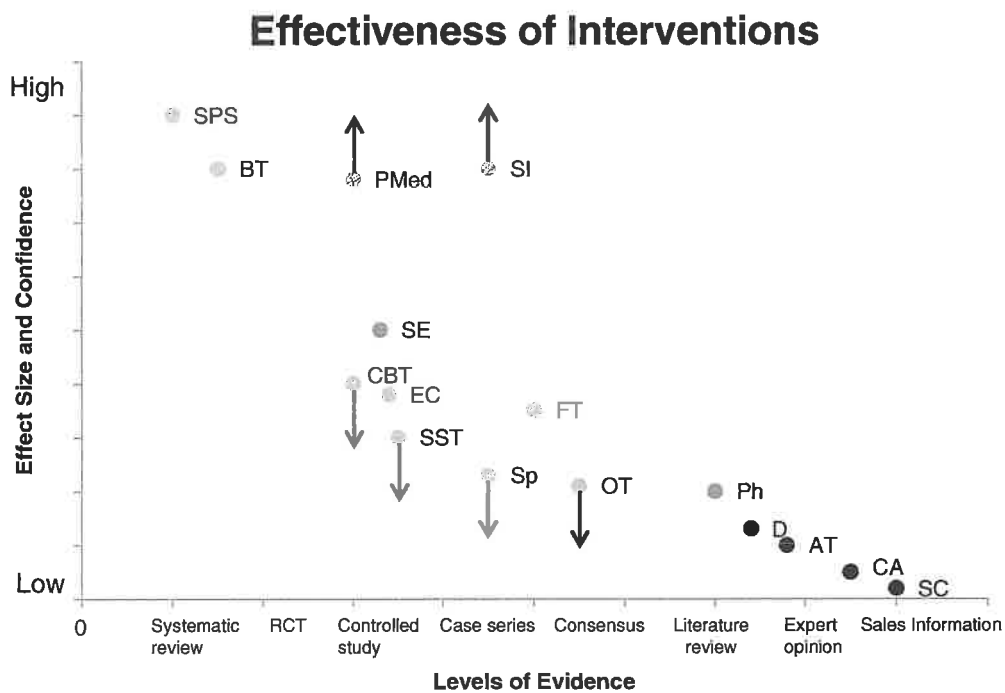 Effectiveness of Interventions
High
SPS
BT
PMed
SI
Effect Size and Confidence
SE
CBT
EC
FT
SST
Sp
OT
Ph
D
AT
CA
SC
Low
0
Systematic review
RCT
Controlled study
Case series
Consensus
Literature review
Expert opinion
Sales Information
Levels of Evidence